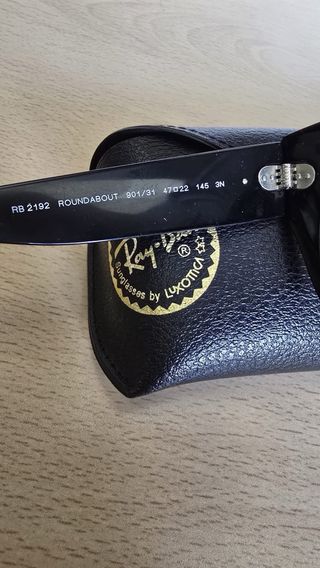 RB 2192 ROUNDABOUT 901/31 47□22 145 3N
Ray-Ban
®
Sunglasses by LUXOTTICA